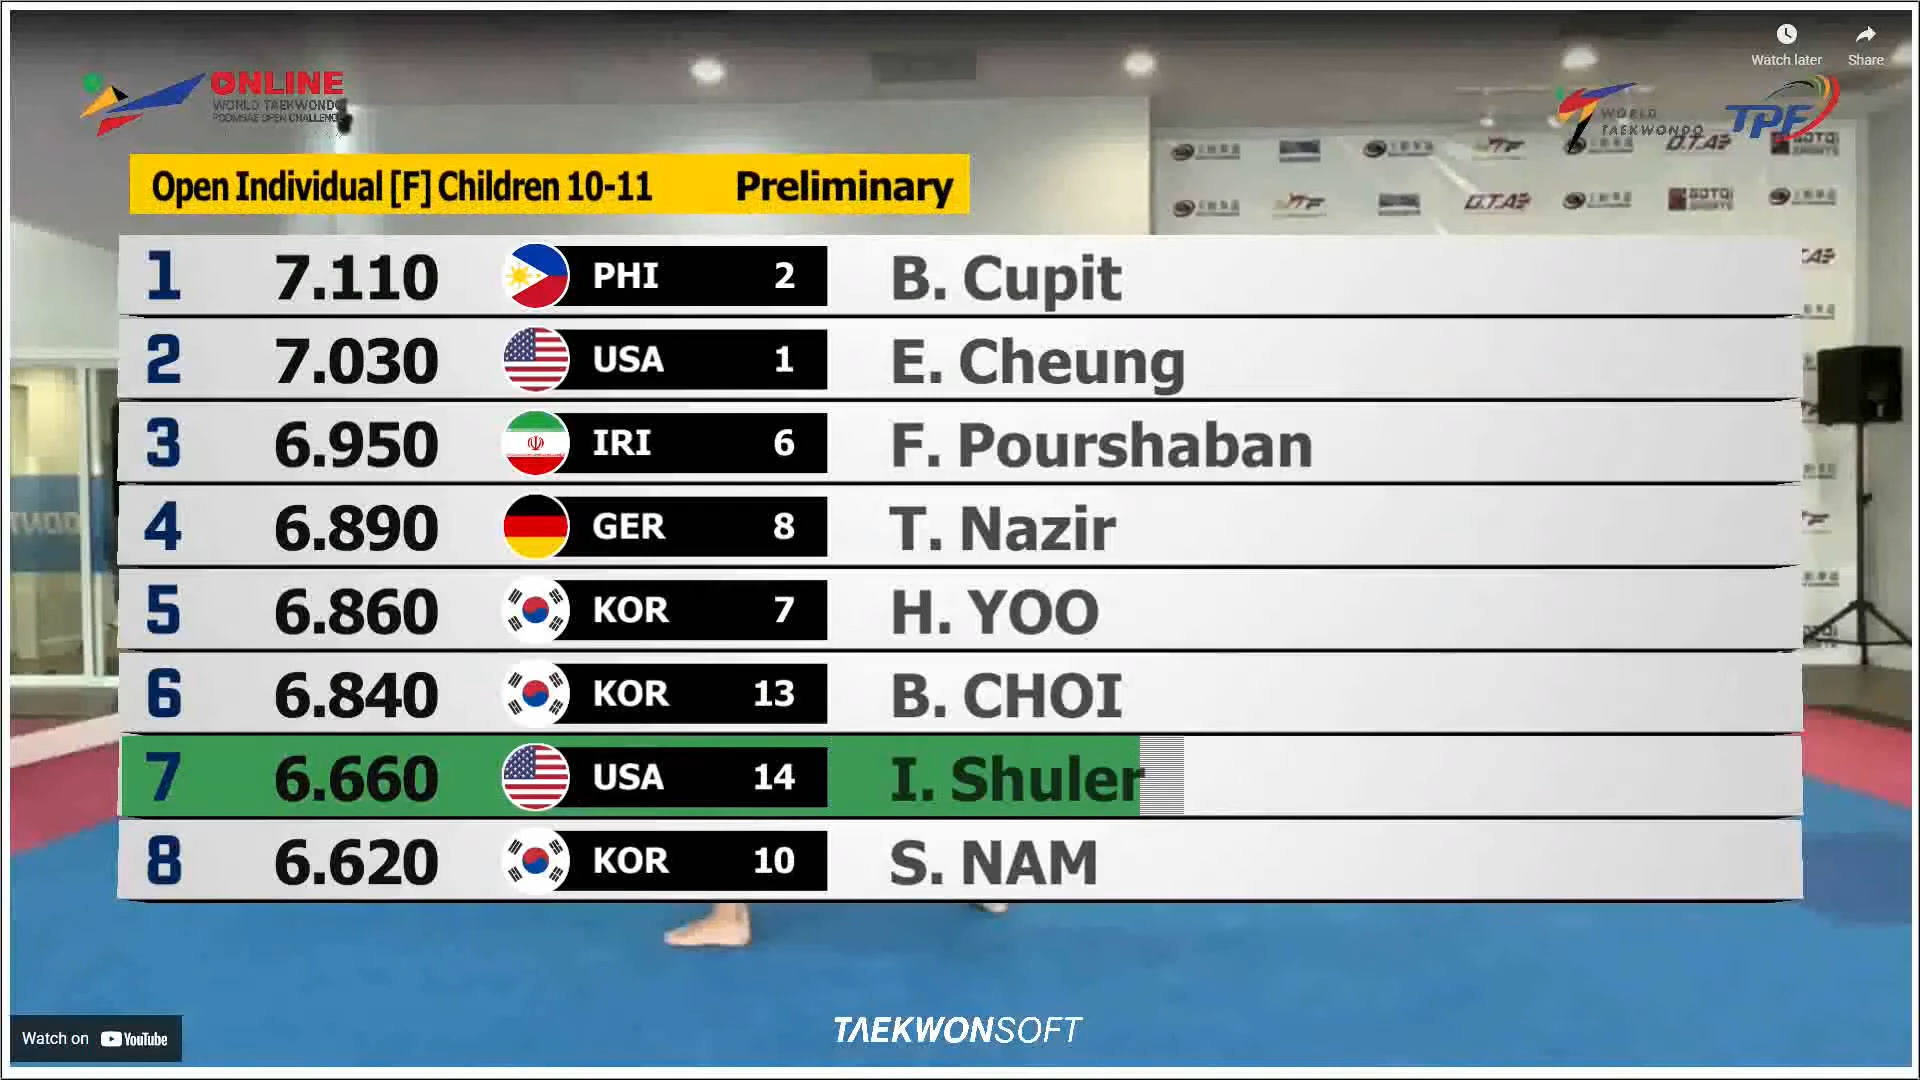 Watch later
Share
ONLINE
WORLD TAEKWONDO
POOMSAE OPEN CHALLENGE
WORLD
TAEKWONDO
TPF
Open Individual [F] Children 10-11 Preliminary
1 7.110 PHI 2 B. Cupit
2 7.030 USA 1 E. Cheung
3 6.950 IRI 6 F. Pourshaban
4 6.890 GER 8 T. Nazir
5 6.860 KOR 7 H. YOO
6 6.840 KOR 13 B. CHOI
7 6.660 USA 14 I. Shuler
8 6.620 KOR 10 S. NAM
TAEKWONSOFT
Watch on YouTube